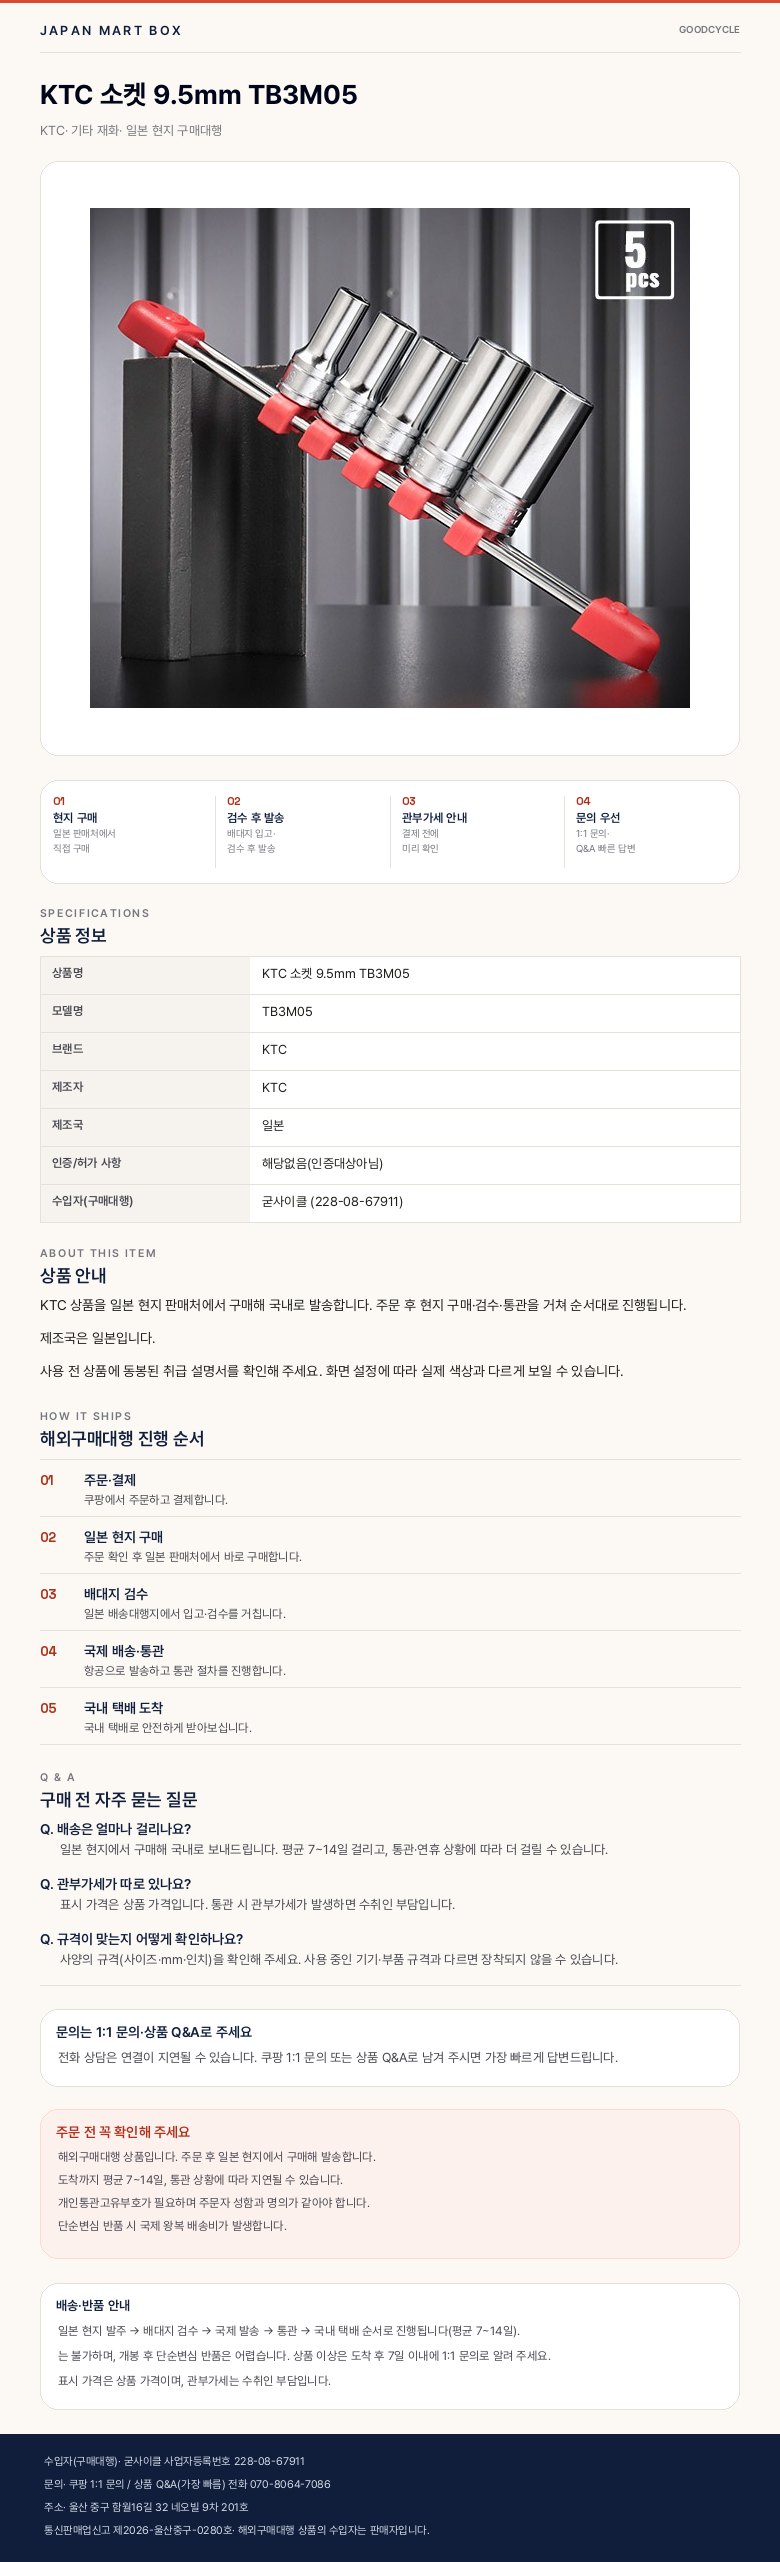 JAPAN MART BOX
GOODCYCLE
KTC 소켓 9.5mm TB3M05
KTC· 기타 재화· 일본 현지 구매대행
5
pcs
01
현지 구매
일본 판매처에서
직접 구매
02
검수 후 발송
배대지 입고·
검수 후 발송
03
관부가세 안내
결제 전에
미리 확인
04
문의 우선
1:1 문의·
Q&A 빠른 답변
SPECIFICATIONS
상품 정보
상품명 KTC 소켓 9.5mm TB3M05
모델명 TB3M05
브랜드 KTC
제조자 KTC
제조국 일본
인증/허가 사항 해당없음(인증대상아님)
수입자(구매대행) 굳사이클 (228-08-67911)
ABOUT THIS ITEM
상품 안내
KTC 상품을 일본 현지 판매처에서 구매해 국내로 발송합니다. 주문 후 현지 구매·검수·통관을 거쳐 순서대로 진행됩니다.
제조국은 일본입니다.
사용 전 상품에 동봉된 취급 설명서를 확인해 주세요. 화면 설정에 따라 실제 색상과 다르게 보일 수 있습니다.
HOW IT SHIPS
해외구매대행 진행 순서
01 주문·결제
쿠팡에서 주문하고 결제합니다.
02 일본 현지 구매
주문 확인 후 일본 판매처에서 바로 구매합니다.
03 배대지 검수
일본 배송대행지에서 입고·검수를 거칩니다.
04 국제 배송·통관
항공으로 발송하고 통관 절차를 진행합니다.
05 국내 택배 도착
국내 택배로 안전하게 받아보십니다.
Q & A
구매 전 자주 묻는 질문
Q. 배송은 얼마나 걸리나요?
일본 현지에서 구매해 국내로 보내드립니다. 평균 7~14일 걸리고, 통관·연휴 상황에 따라 더 걸릴 수 있습니다.
Q. 관부가세가 따로 있나요?
표시 가격은 상품 가격입니다. 통관 시 관부가세가 발생하면 수취인 부담입니다.
Q. 규격이 맞는지 어떻게 확인하나요?
사양의 규격(사이즈·mm·인치)을 확인해 주세요. 사용 중인 기기·부품 규격과 다르면 장착되지 않을 수 있습니다.
문의는 1:1 문의·상품 Q&A로 주세요
전화 상담은 연결이 지연될 수 있습니다. 쿠팡 1:1 문의 또는 상품 Q&A로 남겨 주시면 가장 빠르게 답변드립니다.
주문 전 꼭 확인해 주세요
해외구매대행 상품입니다. 주문 후 일본 현지에서 구매해 발송합니다.
도착까지 평균 7~14일, 통관 상황에 따라 지연될 수 있습니다.
개인통관고유부호가 필요하며 주문자 성함과 명의가 같아야 합니다.
단순변심 반품 시 국제 왕복 배송비가 발생합니다.
배송·반품 안내
일본 현지 발주 → 배대지 검수 → 국제 발송 → 통관 → 국내 택배 순서로 진행됩니다(평균 7~14일).
는 불가하며, 개봉 후 단순변심 반품은 어렵습니다. 상품 이상은 도착 후 7일 이내에 1:1 문의로 알려 주세요.
표시 가격은 상품 가격이며, 관부가세는 수취인 부담입니다.
수입자(구매대행)· 굳사이클 사업자등록번호 228-08-67911
문의· 쿠팡 1:1 문의 / 상품 Q&A(가장 빠름) 전화 070-8064-7086
주소· 울산 중구 함월16길 32 네오빌 9차 201호
통신판매업신고 제2026-울산중구-0280호· 해외구매대행 상품의 수입자는 판매자입니다.